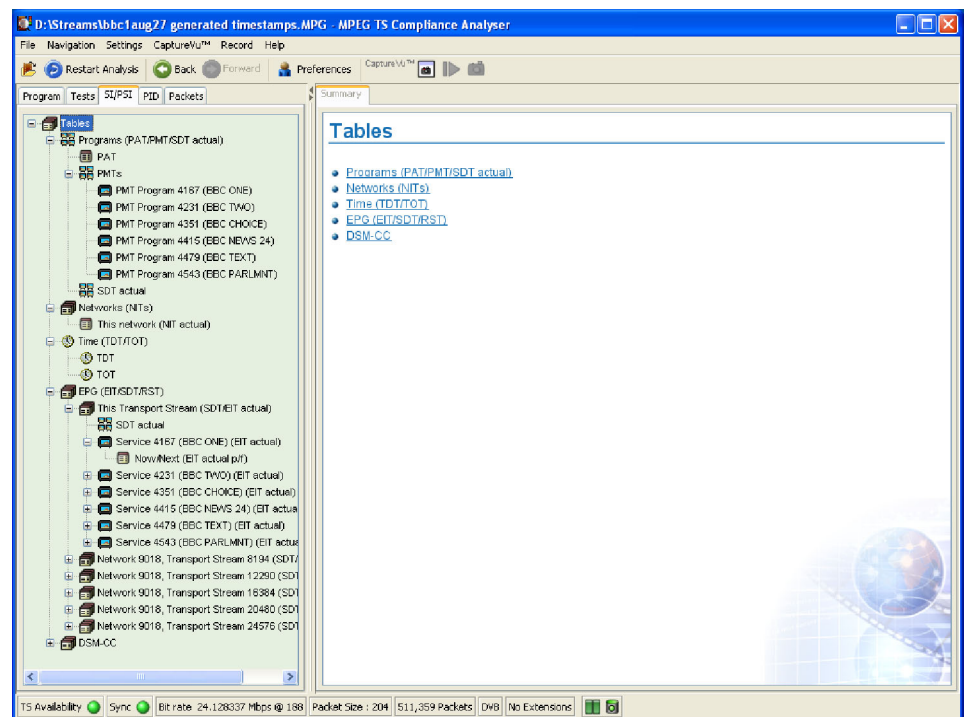 D:\Streams\bbc1aug27 generated timestamps.MPG - MPEG TS Compliance Analyser
File Navigation Settings CaptureVu™ Record Help
Restart Analysis Back Forward Preferences CaptureVu™
Program Tests SI/PSI PID Packets
Summary
Tables
Programs (PAT/PMT/SDT actual)
PAT
PMTs
PMT Program 4167 (BBC ONE)
PMT Program 4231 (BBC TWO)
PMT Program 4351 (BBC CHOICE)
PMT Program 4415 (BBC NEWS 24)
PMT Program 4479 (BBC TEXT)
PMT Program 4543 (BBC PARLMNT)
SDT actual
Networks (NITs)
This network (NIT actual)
Time (TDT/TOT)
TDT
TOT
EPG (EIT/SDT/RST)
This Transport Stream (SDT/EIT actual)
SDT actual
Service 4167 (BBC ONE) (EIT actual)
Now/Next (EIT actual p/f)
Service 4231 (BBC TWO) (EIT actual)
Service 4351 (BBC CHOICE) (EIT actual)
Service 4415 (BBC NEWS 24) (EIT actua
Service 4479 (BBC TEXT) (EIT actual)
Service 4543 (BBC PARLMNT) (EIT actua
Network 9018, Transport Stream 8194 (SDT/
Network 9018, Transport Stream 12290 (SDT
Network 9018, Transport Stream 16384 (SDT
Network 9018, Transport Stream 20480 (SDT
Network 9018, Transport Stream 24576 (SDT
DSM-CC
Tables
Programs (PAT/PMT/SDT actual)
Networks (NITs)
Time (TDT/TOT)
EPG (EIT/SDT/RST)
DSM-CC
TS Availability Sync Bit rate 24.128337 Mbps @ 188 Packet Size : 204 511,359 Packets DVB No Extensions